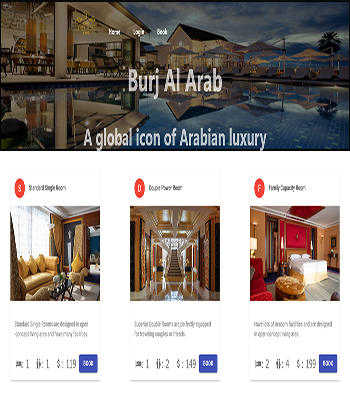 Home Login Book
Burj Al Arab
A global icon of Arabian luxury
S Standard Single Room
D Couple Power Room
F Family Capacity Room
Standard Single Rooms are designed in open
-concept living area and have many facilities.
Superior Double Rooms are perfectly equipped
for traveling couples or friends.
Have lots of inroom facilities and are designed
in open-concept living area.
: 1 : 1 $ : 119 BOOK
: 1 : 2 $ : 149 BOOK
: 2 : 4 $ : 199 BOOK